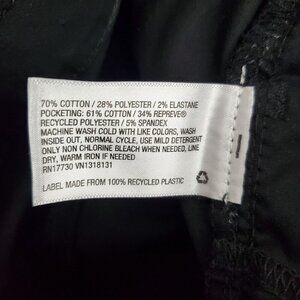 70% COTTON / 28% POLYESTER / 2% ELASTANE
POCKETING: 61% COTTON / 34% REPREVE®
RECYCLED POLYESTER / 5% SPANDEX
MACHINE WASH COLD WITH LIKE COLORS, WASH
INSIDE OUT, NORMAL CYCLE, USE MILD DETERGENT
ONLY NON CHLORINE BLEACH WHEN NEEDED, LINE
DRY, WARM IRON IF NEEDED
RN17730 VN1318131
LABEL MADE FROM 100% RECYCLED PLASTIC